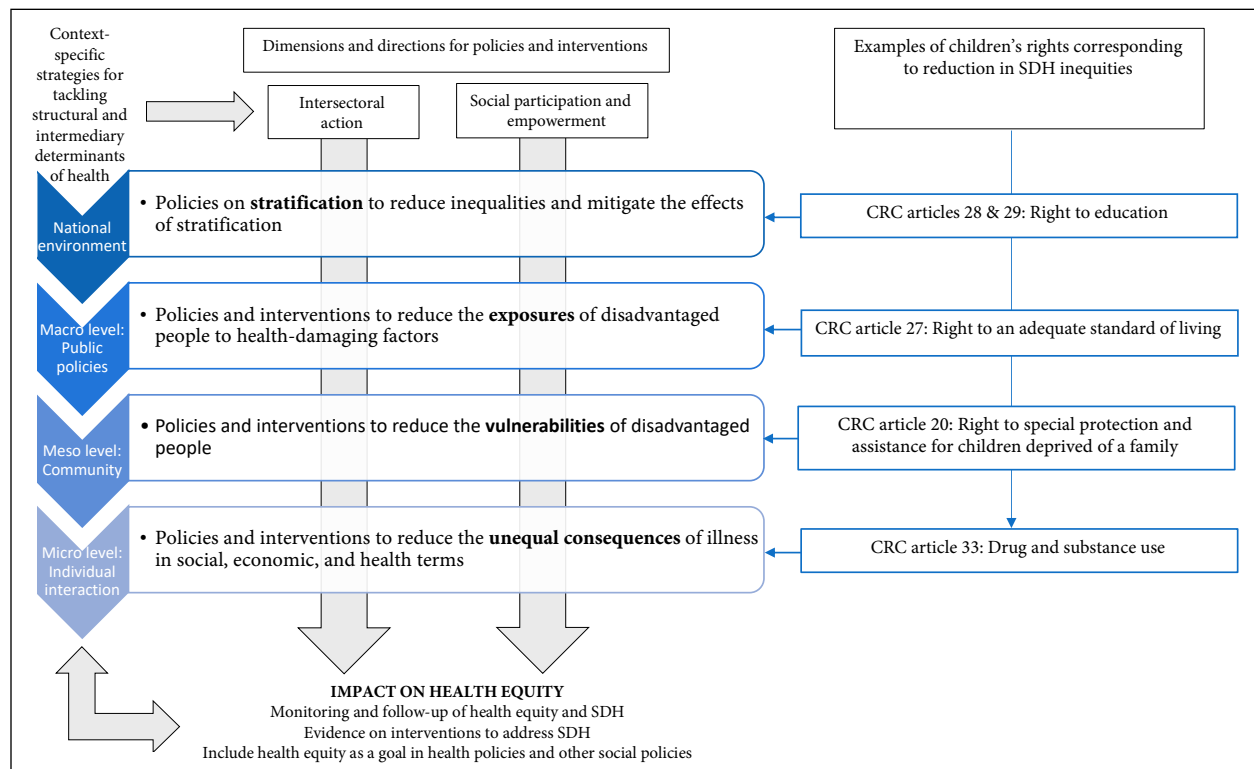 Context-
specific
strategies for
tackling
structural and
intermediary
determinants
of health
Dimensions and directions for policies and interventions
Intersectoral
action
Social participation and
empowerment
Examples of children’s rights corresponding
to reduction in SDH inequities
National
environment
• Policies on stratification to reduce inequalities and mitigate the effects
of stratification
CRC articles 28 & 29: Right to education
Macro level:
Public
policies
• Policies and interventions to reduce the exposures of disadvantaged
people to health-damaging factors
CRC article 27: Right to an adequate standard of living
Meso level:
Community
• Policies and interventions to reduce the vulnerabilities of disadvantaged
people
CRC article 20: Right to special protection and
assistance for children deprived of a family
Micro level:
Individual
interaction
• Policies and interventions to reduce the unequal consequences of illness
in social, economic, and health terms
CRC article 33: Drug and substance use
IMPACT ON HEALTH EQUITY
Monitoring and follow-up of health equity and SDH
Evidence on interventions to address SDH
Include health equity as a goal in health policies and other social policies